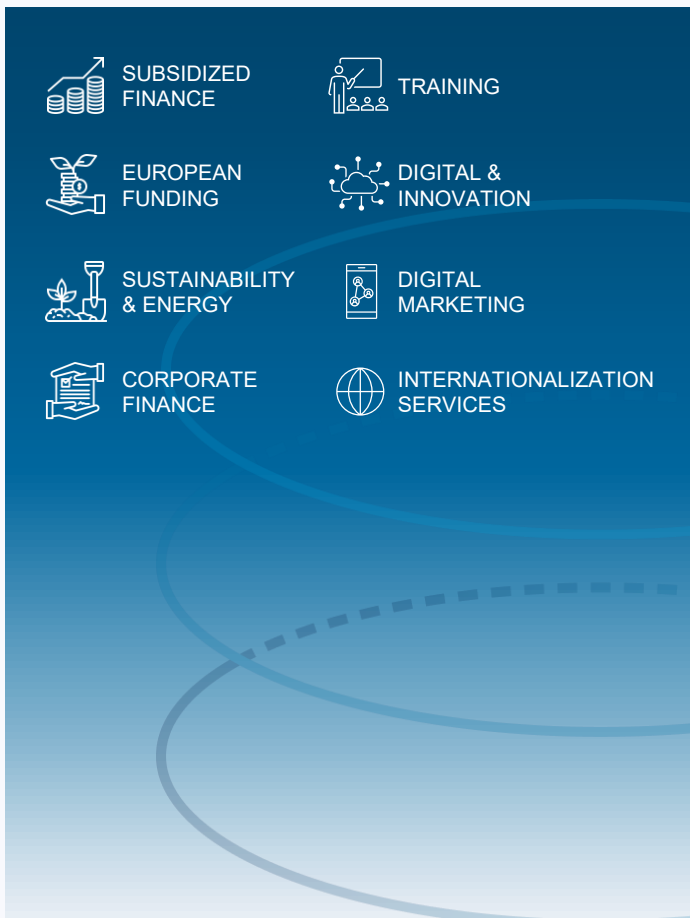 SUBSIDIZED
FINANCE
TRAINING
EUROPEAN
FUNDING
DIGITAL &
INNOVATION
SUSTAINABILITY
& ENERGY
DIGITAL
MARKETING
CORPORATE
FINANCE
INTERNATIONALIZATION
SERVICES